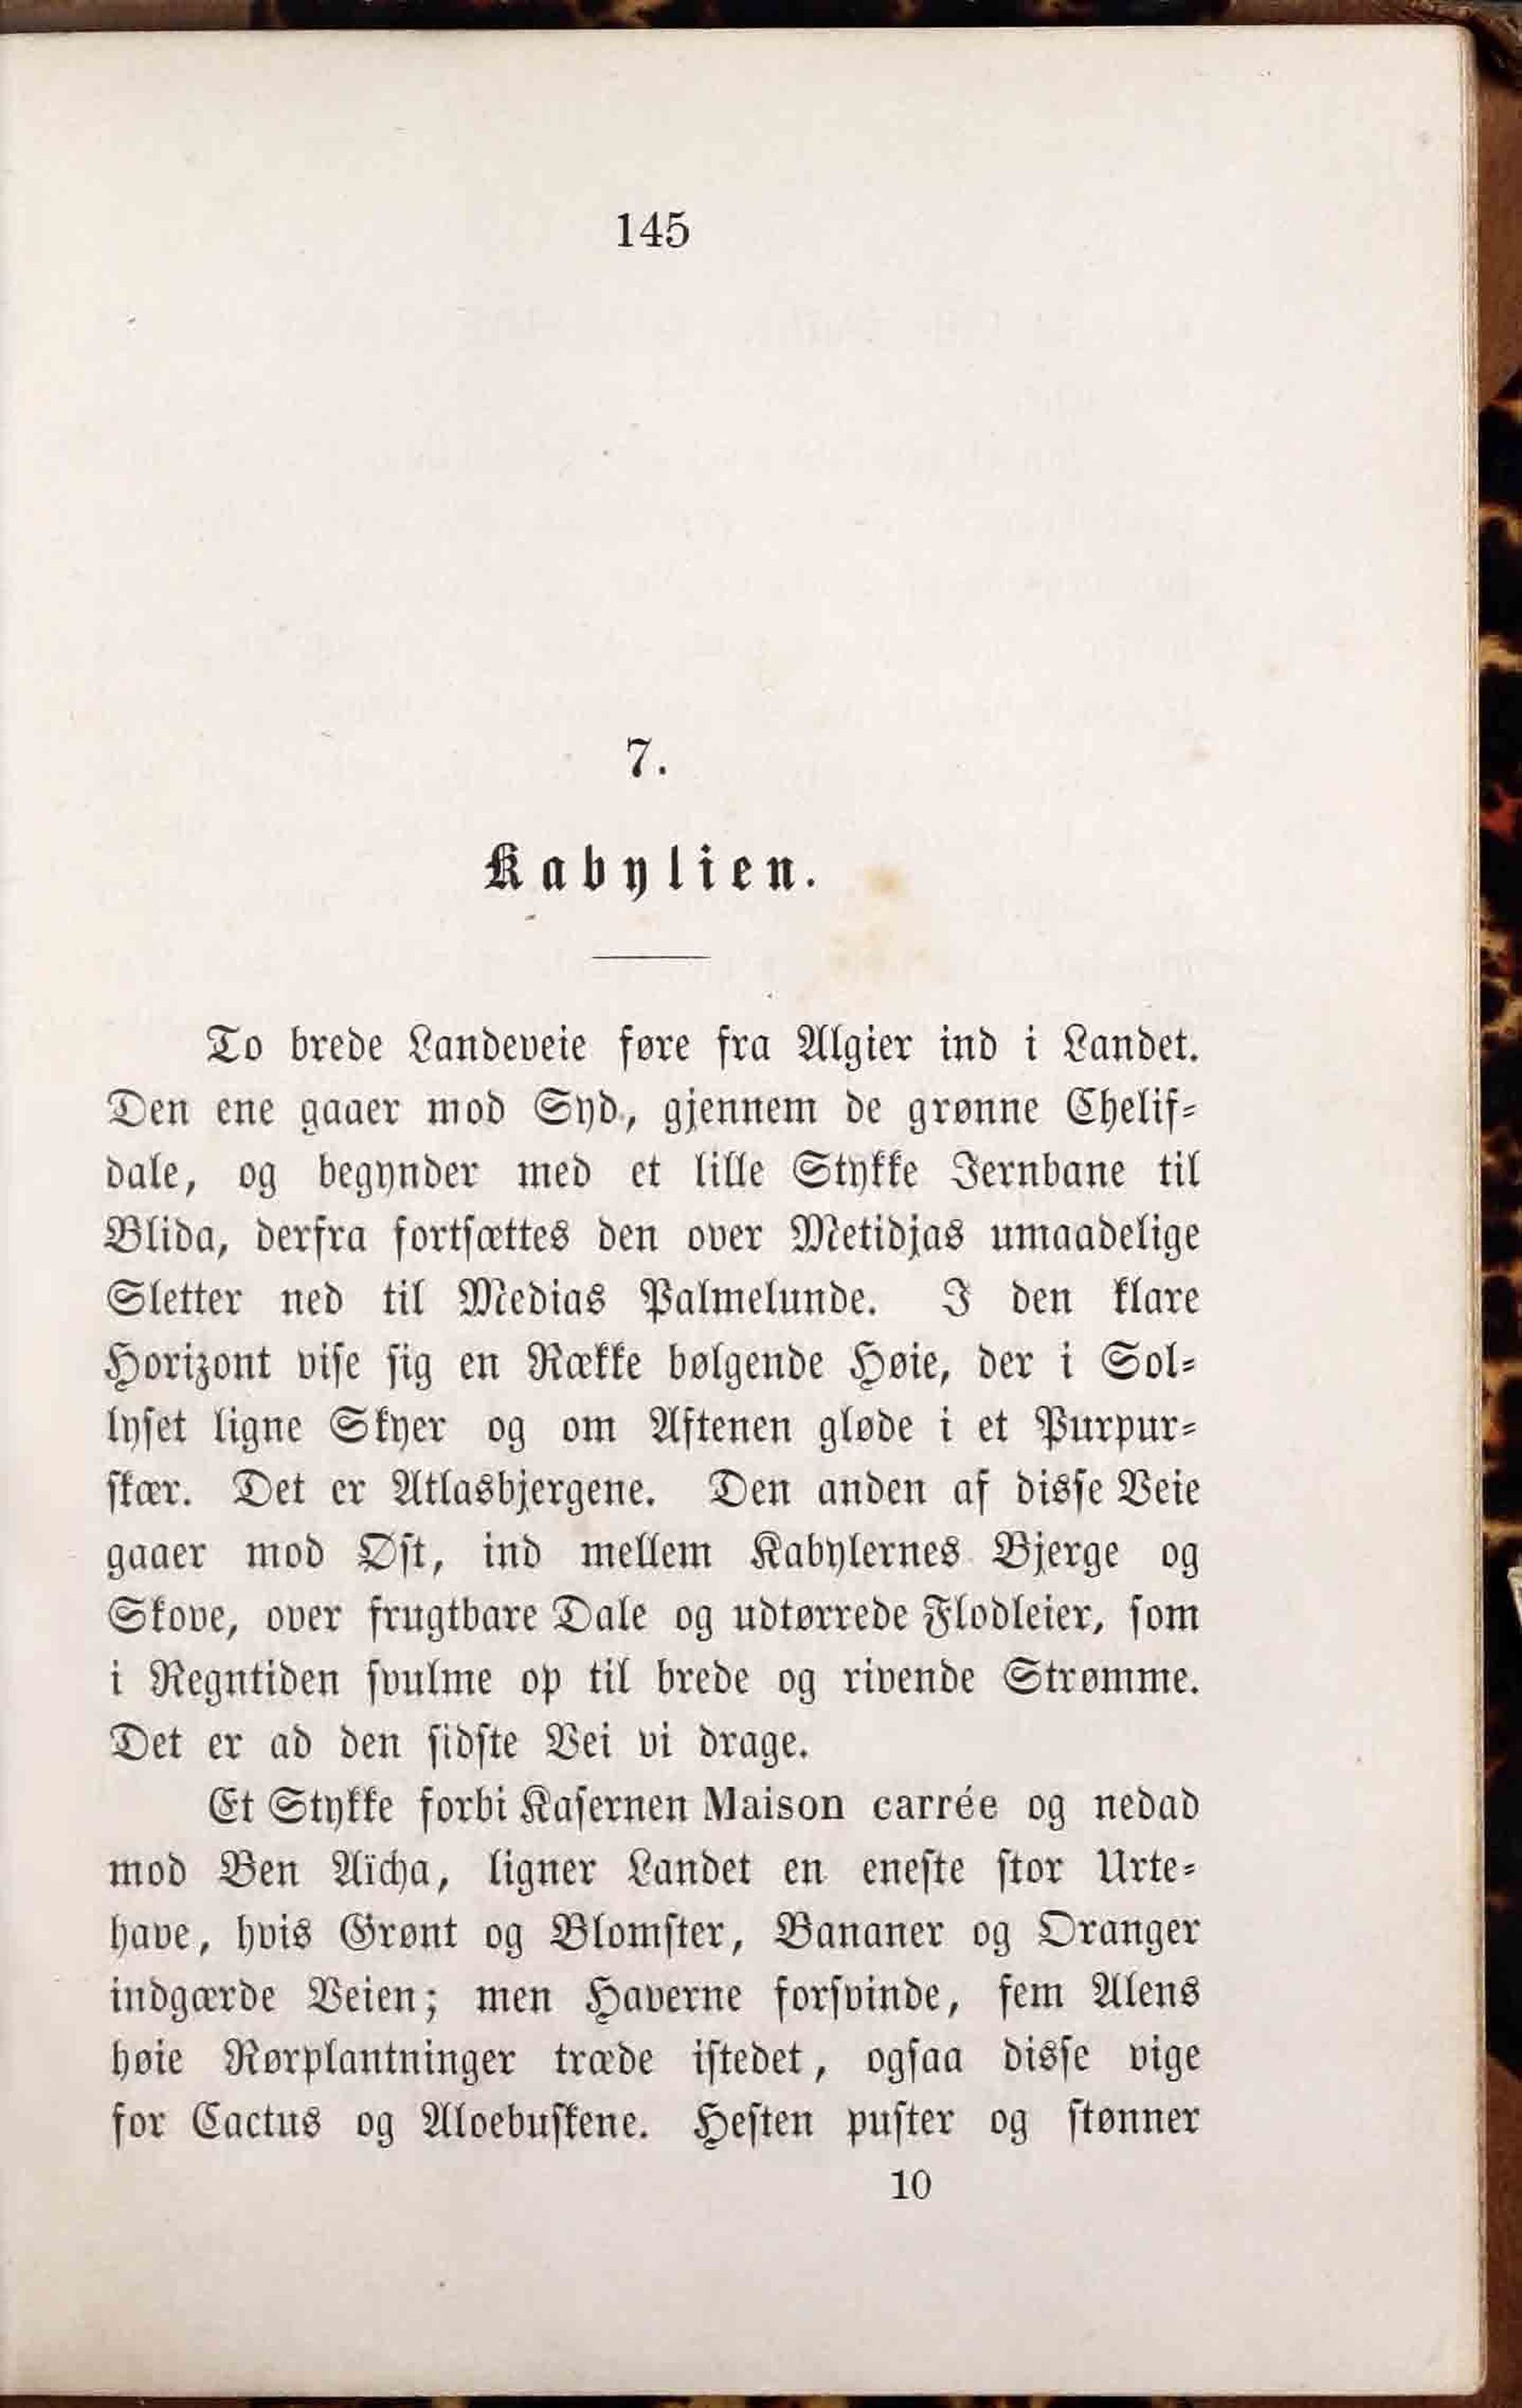 145
7.
Kabylien.
To brede Landeveie føre fra Algier ind i Landet.
Den ene gaaer mod Syd, gjennem de grønne Chelif-
dale, og begynder med et lille Stykke Jernbane til
Blida, derfra fortsættes den over Metidjas umaadelige
Sletter ned til Medias Palmelunde. I den klare
Horizont vise sig en Række bølgende Høie, der i Sol-
lyset ligne Skyer og om Aftenen gløde i et Purpur-
skær. Det er Atlasbjergene. Den anden af disse Veie
gaaer mod Øst, ind mellem Kabylernes Bjerge og
Skove, over frugtbare Dale og udtørrede Flodleier, som
i Regntiden svulme op til brede og rivende Strømme.
Det er ad den sidste Vei vi drage.
Et Stykke forbi Kasernen Maison carrée og nedad
mod Ben Aïcha, ligner Landet en eneste stor Urte-
have, hvis Grønt og Blomster, Bananer og Oranger
indgærde Veien; men Haverne forsvinde, fem Alens
høie Rørplantninger træde istedet, ogsaa disse vige
for Cactus og Aloebuskene. Hesten puster og stønner
10